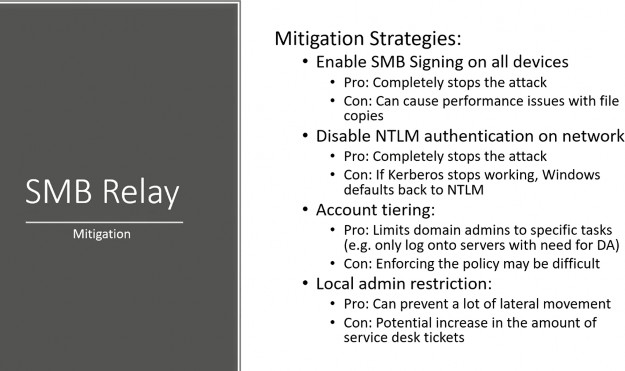 SMB Relay
Mitigation
Mitigation Strategies:
• Enable SMB Signing on all devices
• Pro: Completely stops the attack
• Con: Can cause performance issues with file
copies
• Disable NTLM authentication on network
• Pro: Completely stops the attack
• Con: If Kerberos stops working, Windows
defaults back to NTLM
• Account tiering:
• Pro: Limits domain admins to specific tasks
(e.g. only log onto servers with need for DA)
• Con: Enforcing the policy may be difficult
• Local admin restriction:
• Pro: Can prevent a lot of lateral movement
• Con: Potential increase in the amount of
service desk tickets